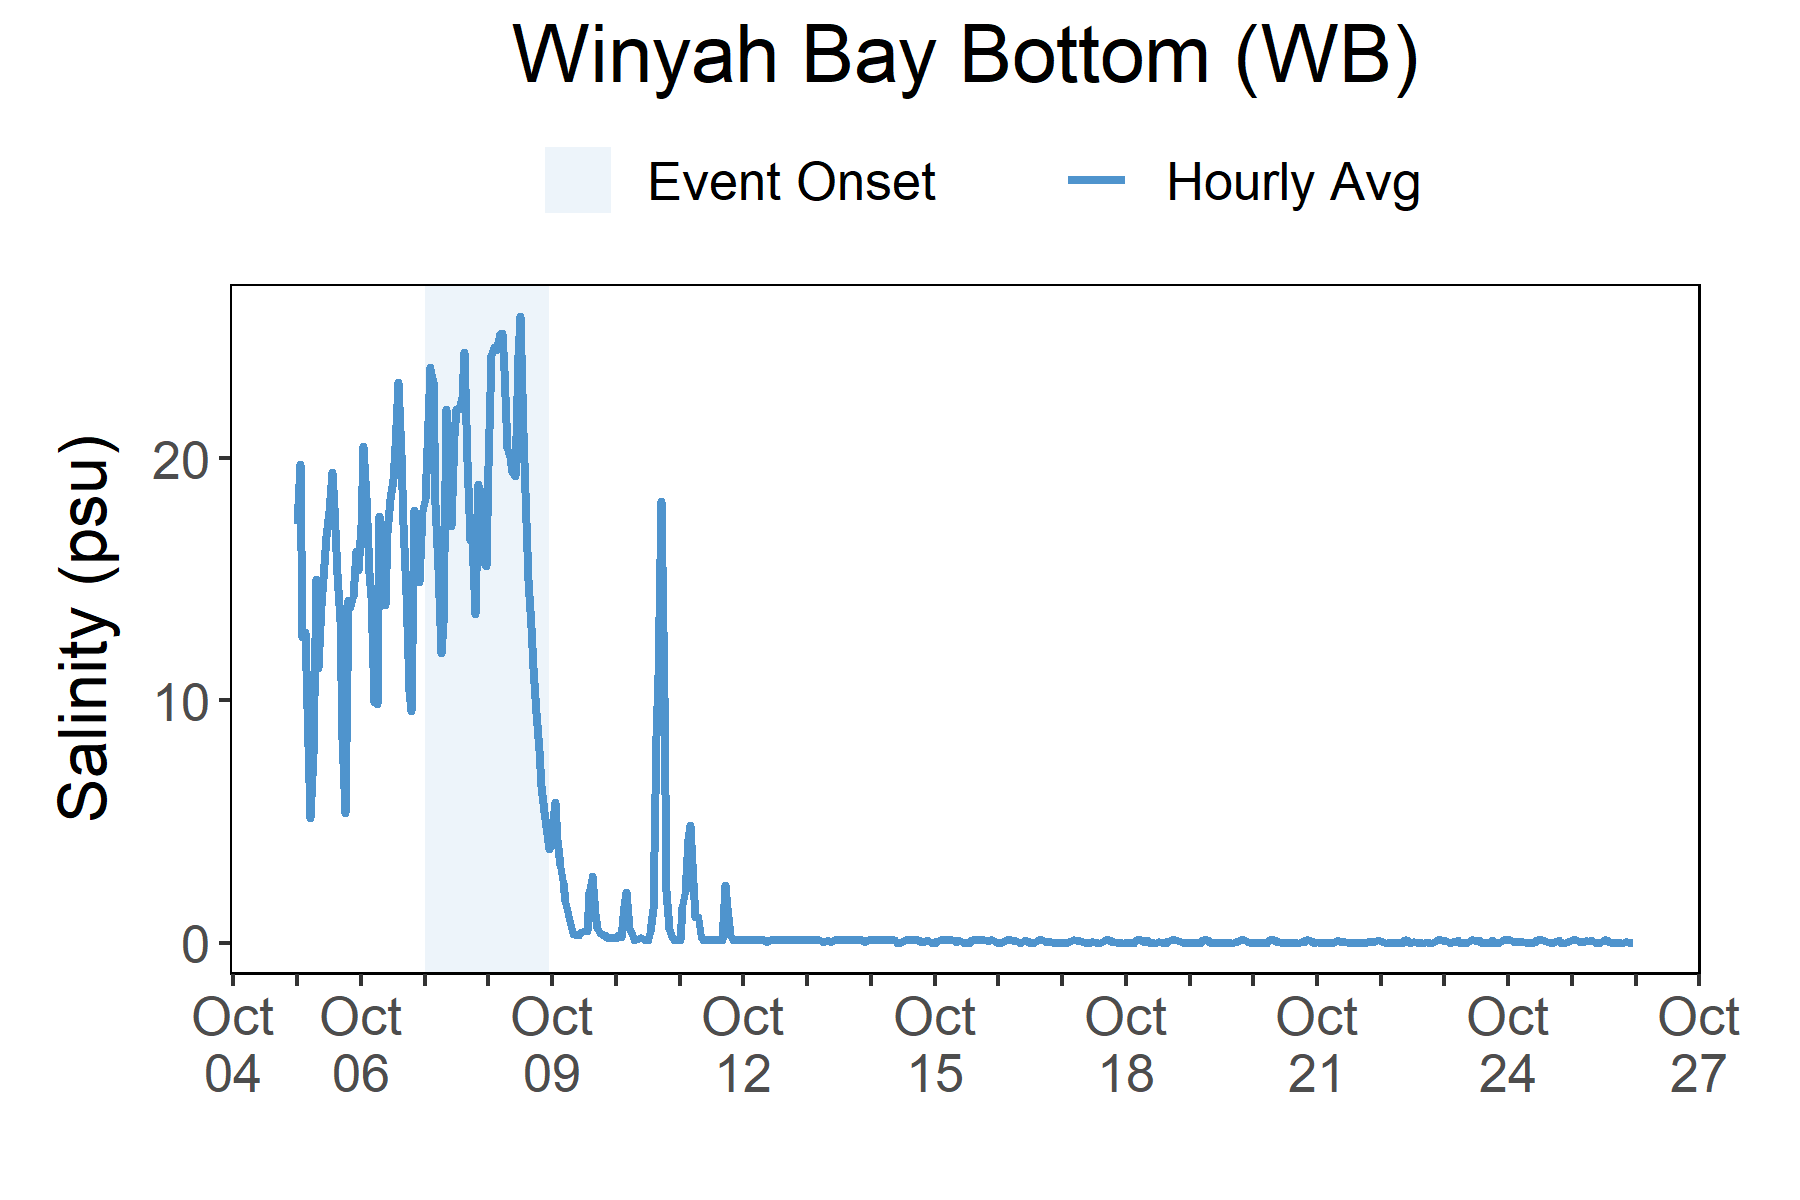 Winyah Bay Bottom (WB)
Event Onset
Hourly Avg
Salinity (psu)
20
10
0
Oct Oct Oct Oct Oct Oct Oct Oct Oct
04 06 09 12 15 18 21 24 27